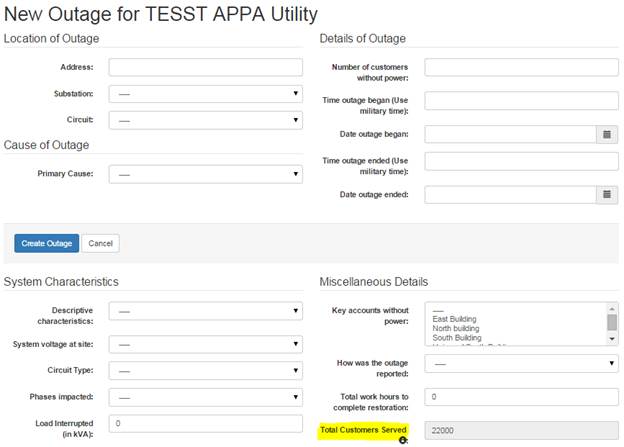 New Outage for TESST APPA Utility
Location of Outage
Address:
Substation:
----
Circuit:
----
Cause of Outage
Primary Cause:
----
Details of Outage
Number of customers
without power:
Time outage began (Use
military time):
Date outage began:
Time outage ended (Use
military time):
Date outage ended:
Create Outage
Cancel
System Characteristics
Descriptive
characteristics:
----
System voltage at site:
----
Circuit Type:
----
Phases impacted:
----
Load Interrupted
(in kVA):
0
Miscellaneous Details
Key accounts without
power:
----
East Building
North building
South Building
How was the outage
reported:
----
Total work hours to
complete restoration:
0
Total Customers Served
:
22000